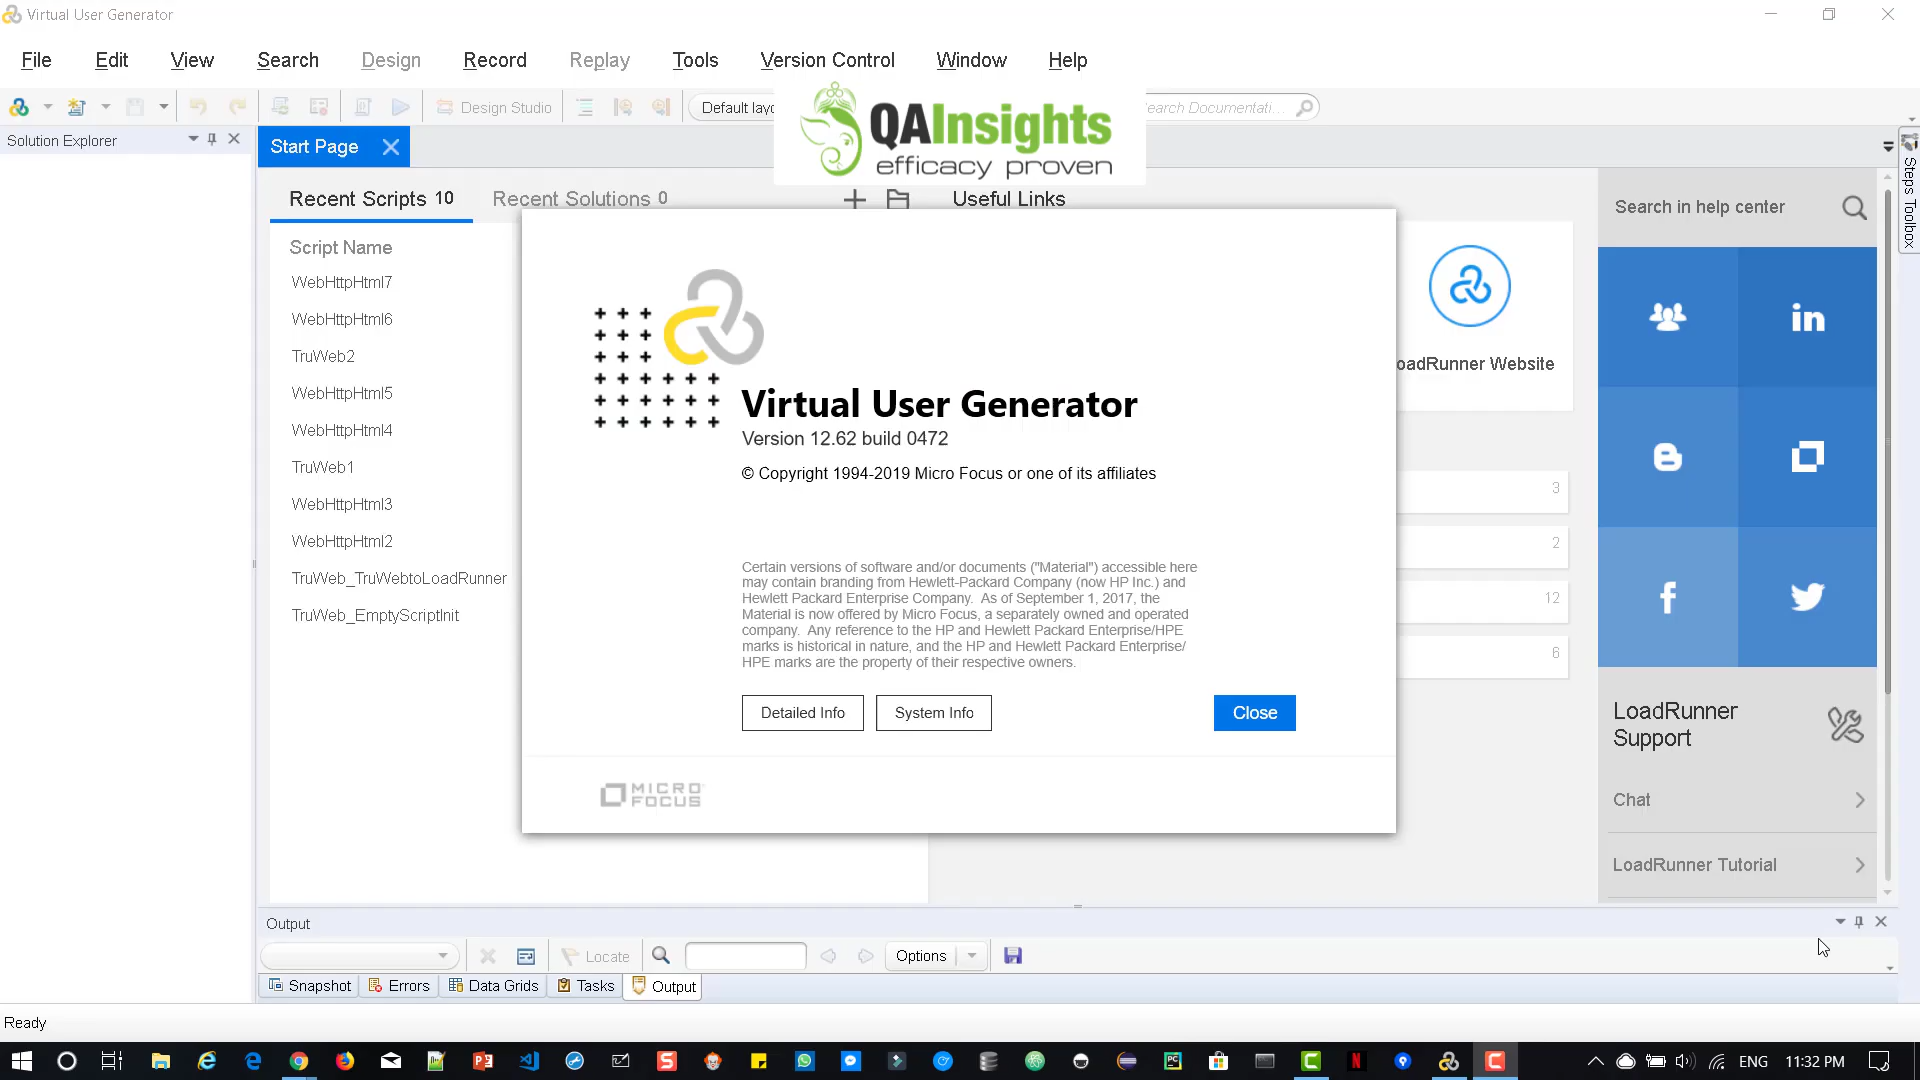 Virtual User Generator
File Edit View Search Design Record Replay Tools Version Control Window Help
Design Studio
Default layo
earch Documentati...
QAInsights
efficacy proven
Solution Explorer
Start Page
Steps Toolbox
Recent Scripts 10
Recent Solutions 0
Useful Links
Search in help center
Script Name
WebHttpHtml7
WebHttpHtml6
TruWeb2
WebHttpHtml5
WebHttpHtml4
TruWeb1
WebHttpHtml3
WebHttpHtml2
TruWeb_TruWebtoLoadRunner
TruWeb_EmptyScriptInit
Virtual User Generator
Version 12.62 build 0472
© Copyright 1994-2019 Micro Focus or one of its affiliates
Certain versions of software and/or documents ("Material") accessible here
may contain branding from Hewlett-Packard Company (now HP Inc.) and
Hewlett Packard Enterprise Company. As of September 1, 2017, the
Material is now offered by Micro Focus, a separately owned and operated
company. Any reference to the HP and Hewlett Packard Enterprise/HPE
marks is historical in nature, and the HP and Hewlett Packard Enterprise/
HPE marks are the property of their respective owners.
Detailed Info
System Info
Close
MICRO
FOCUS
oadRunner Website
3
2
12
6
LoadRunner
Support
Chat
LoadRunner Tutorial
Output
Locate
Options
Snapshot
Errors
Data Grids
Tasks
Output
Ready
ENG
11:32 PM